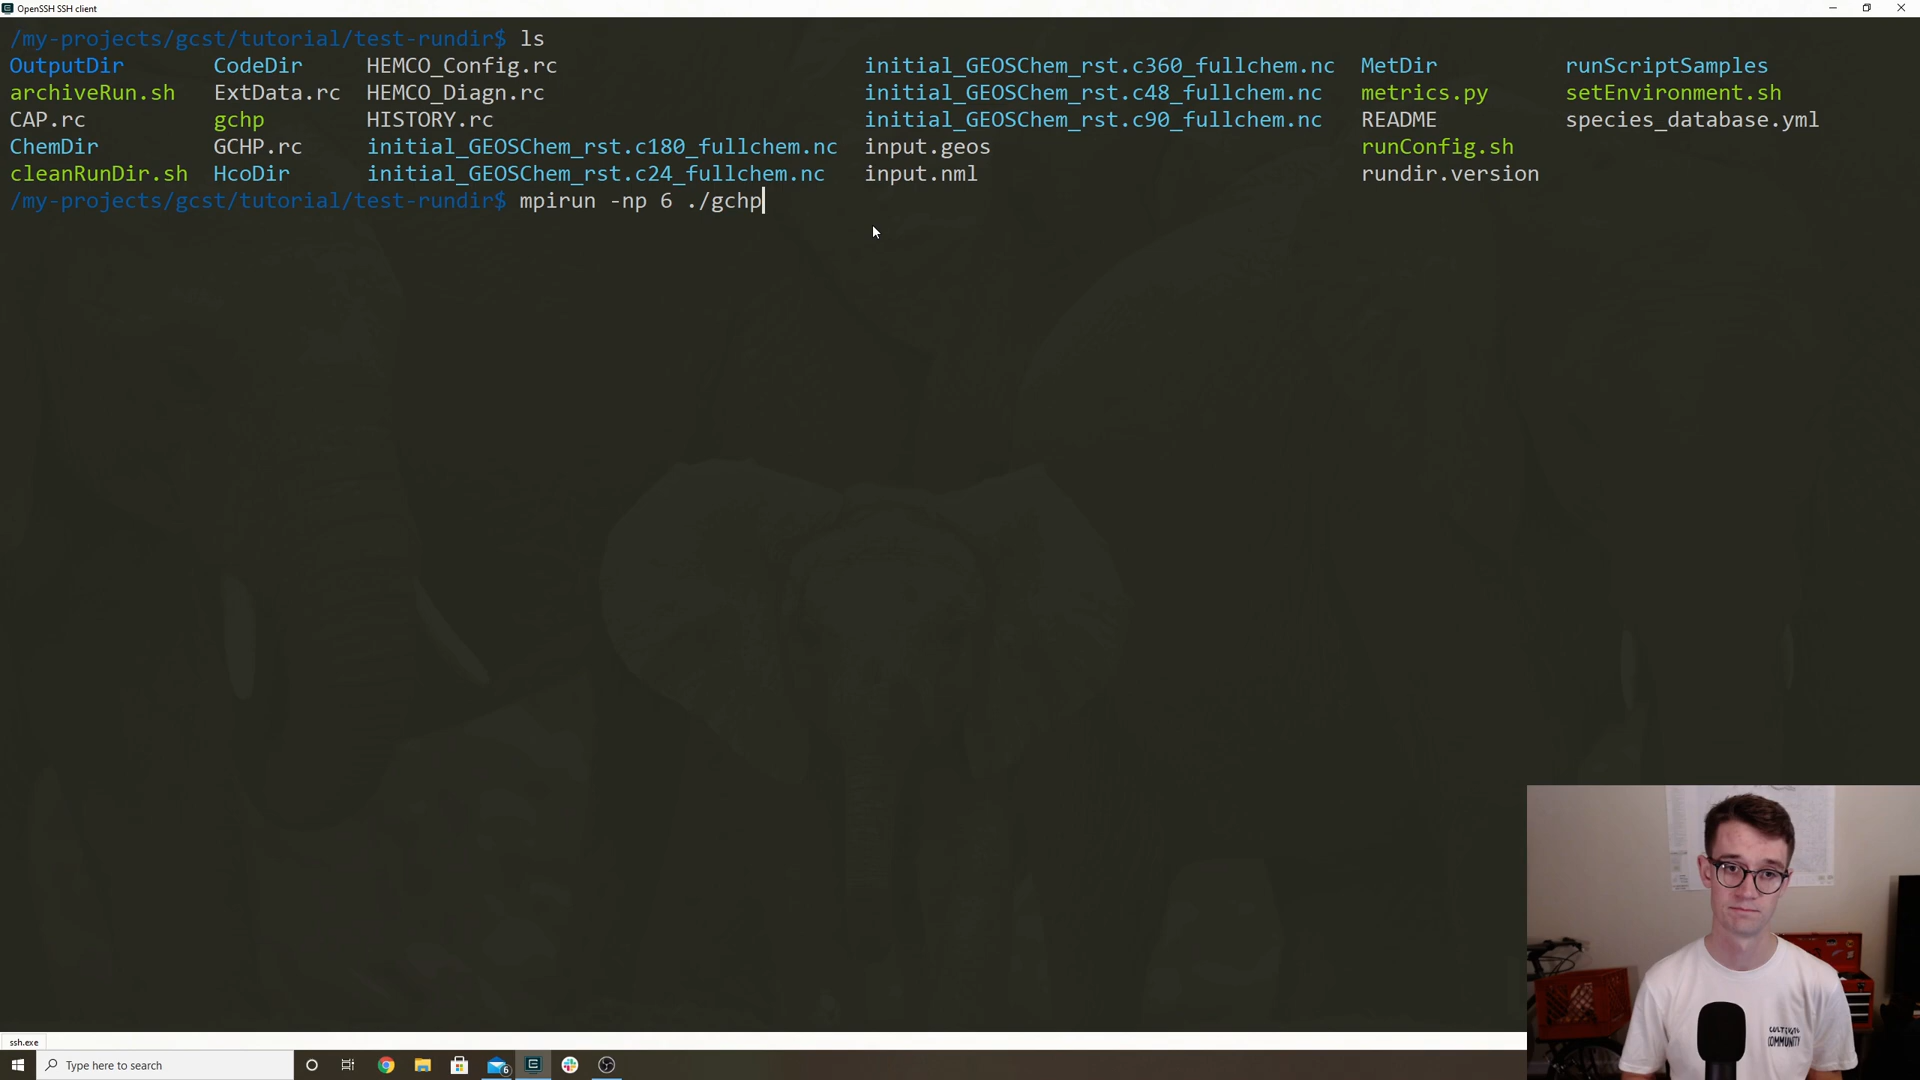 OpenSSH SSH client
/my-projects/gcst/tutorial/test-rundir$ ls
OutputDir CodeDir HEMCO_Config.rc initial_GEOSChem_rst.c360_fullchem.nc MetDir runScriptSamples
archiveRun.sh ExtData.rc HEMCO_Diagn.rc initial_GEOSChem_rst.c48_fullchem.nc metrics.py setEnvironment.sh
CAP.rc gchp HISTORY.rc initial_GEOSChem_rst.c90_fullchem.nc README species_database.yml
ChemDir GCHP.rc initial_GEOSChem_rst.c180_fullchem.nc input.geos runConfig.sh
cleanRunDir.sh HcoDir initial_GEOSChem_rst.c24_fullchem.nc input.nml rundir.version
/my-projects/gcst/tutorial/test-rundir$ mpirun -np 6 ./gchp
COMMUNITY
ssh.exe
Type here to search
6